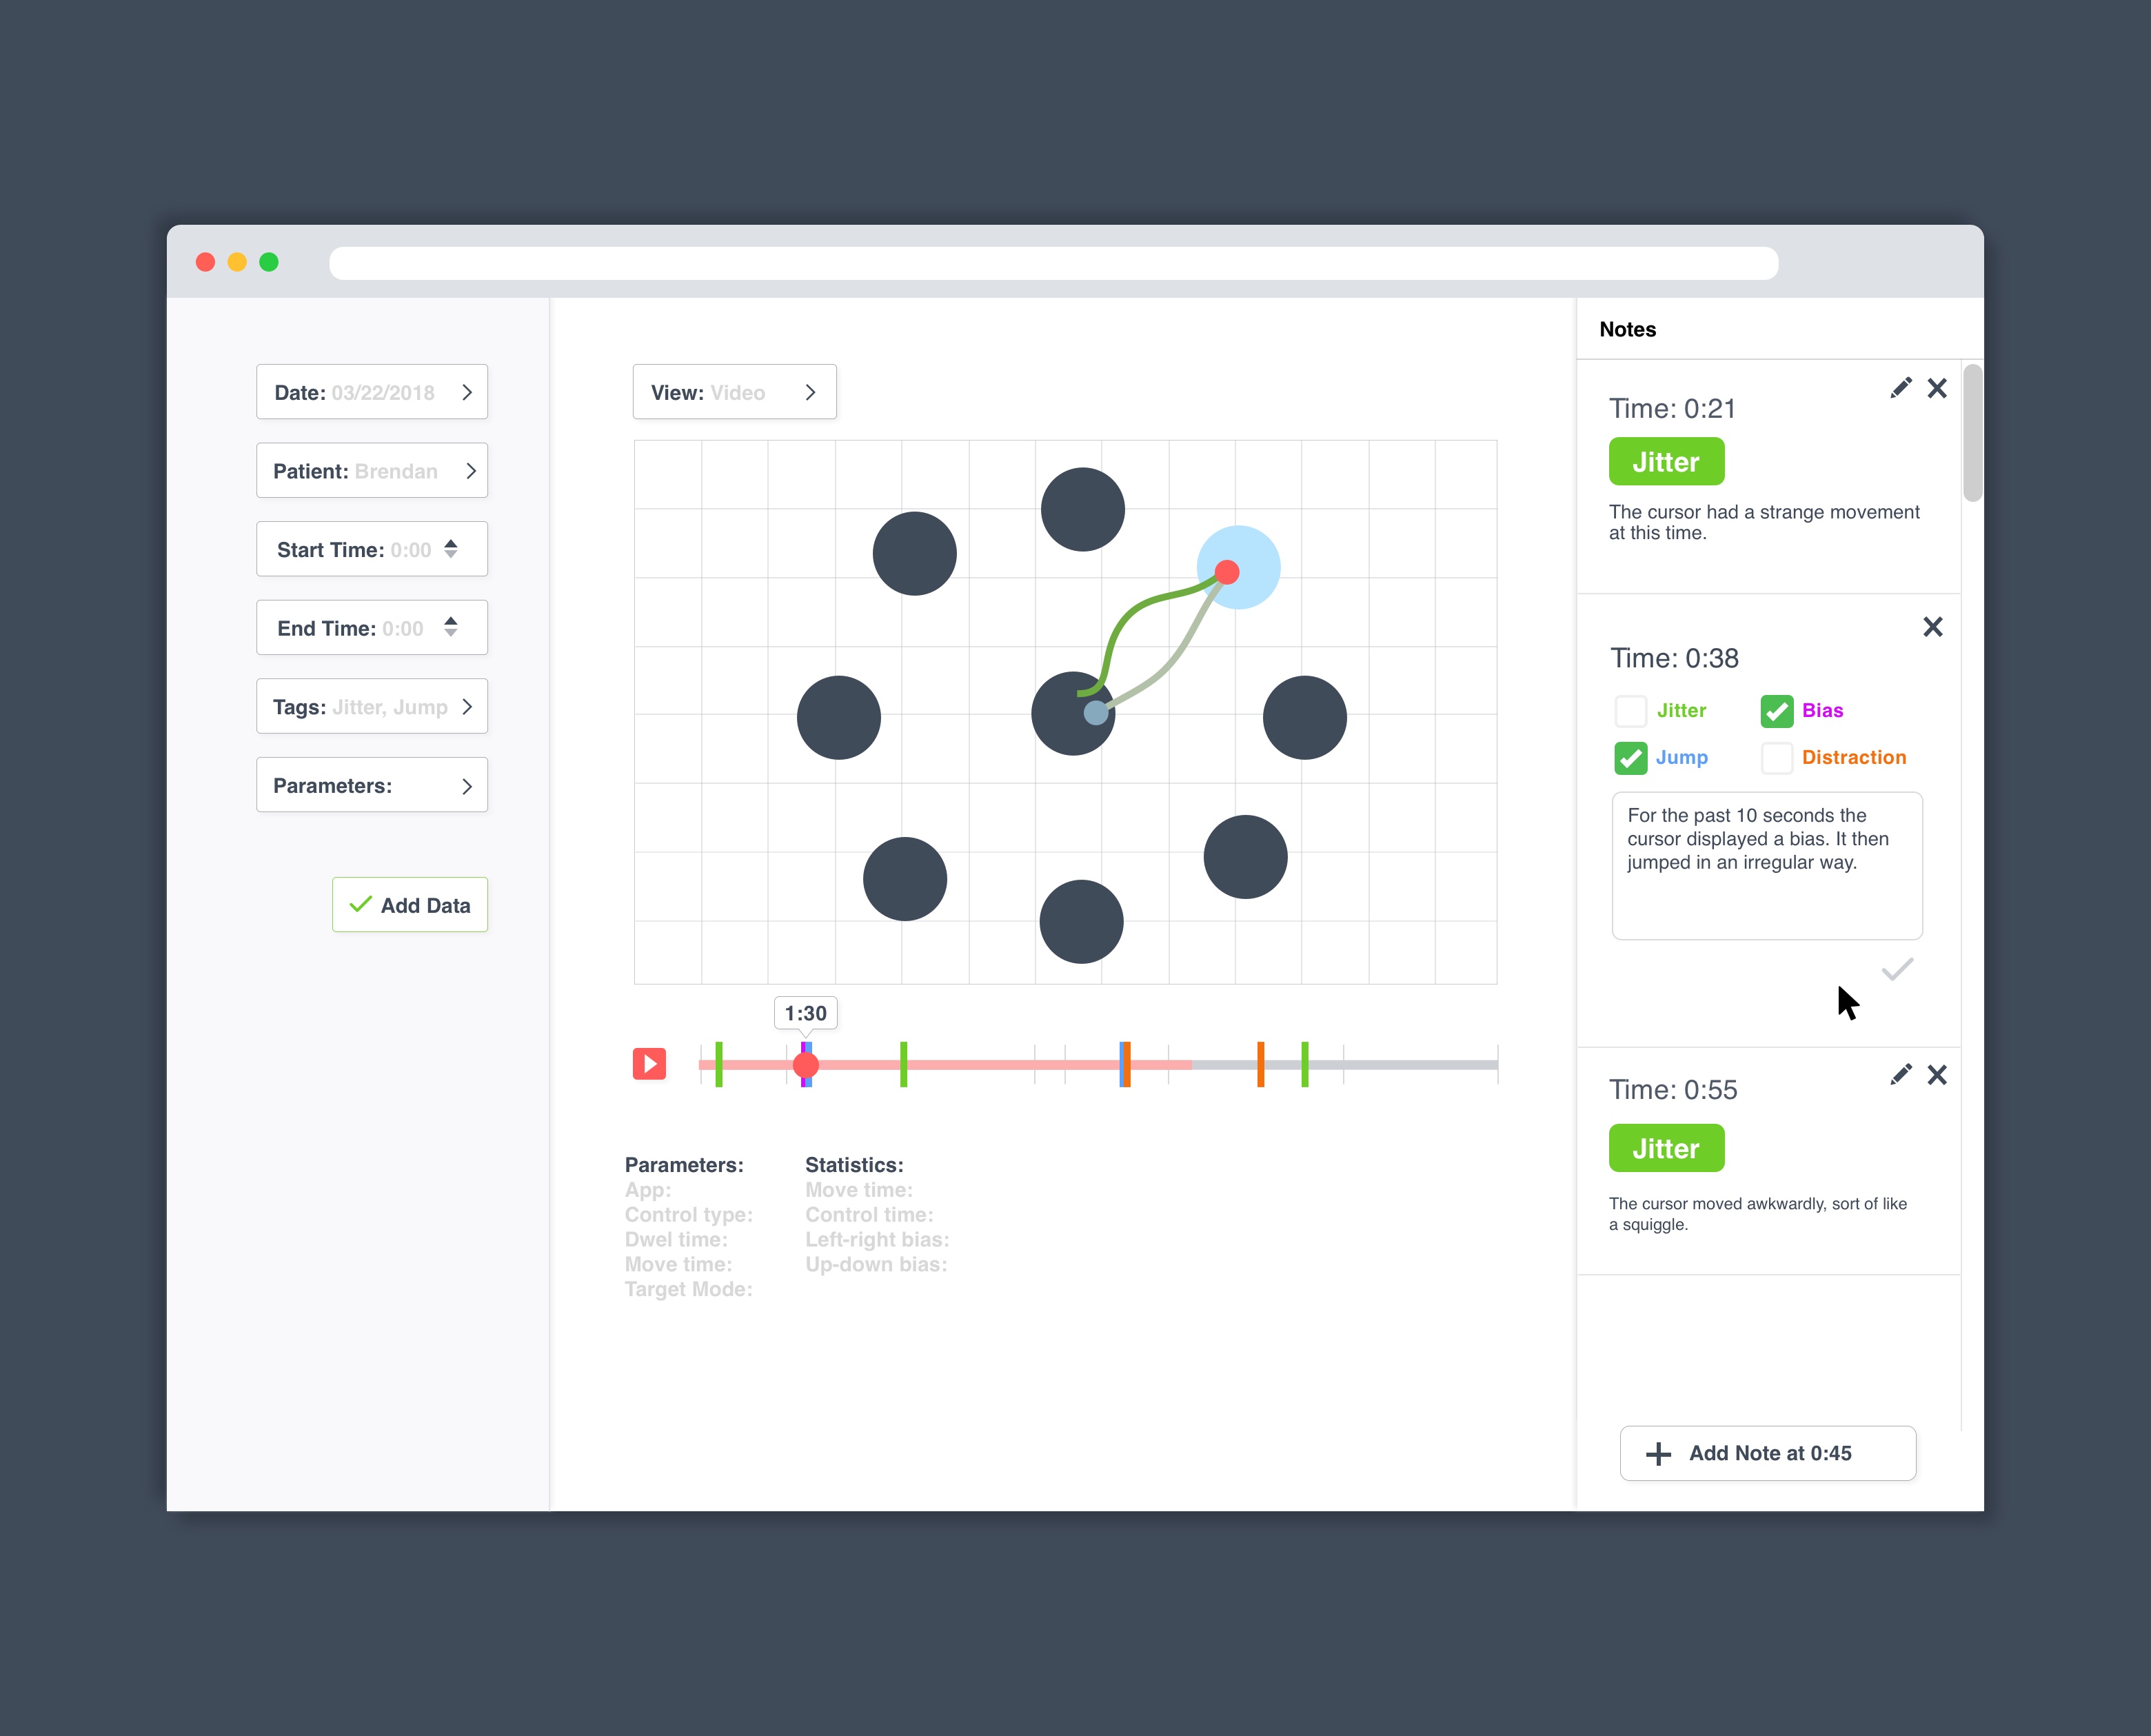 Date: 03/22/2018
Patient: Brendan
Start Time: 0:00
End Time: 0:00
Tags: Jitter, Jump
Parameters:
Add Data
View: Video
1:30
Parameters:
App:
Control type:
Dwel time:
Move time:
Target Mode:
Statistics:
Move time:
Control time:
Left-right bias:
Up-down bias:
Notes
Time: 0:21
Jitter
The cursor had a strange movement
at this time.
Time: 0:38
Jitter
Bias
Jump
Distraction
For the past 10 seconds the
cursor displayed a bias. It then
jumped in an irregular way.
Time: 0:55
Jitter
The cursor moved awkwardly, sort of like
a squiggle.
Add Note at 0:45